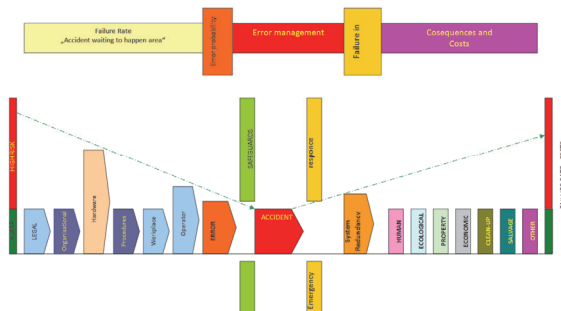 Failure Rate
„Accident waiting to happen area“
Error probability
Error management
Failure in
Cosequences and
Costs
HIGH RISK
SAFEGUARDS
responce
LEGAL
Organisational
Hardware
Procedures
Workplace
Operator
ERROR
ACCIDENT
System
Redundancy
HUMAN
ECOLOGICAL
PROPERTY
ECONOMIC
CLEAN-UP
SALVAGE
OTHER
Emergency